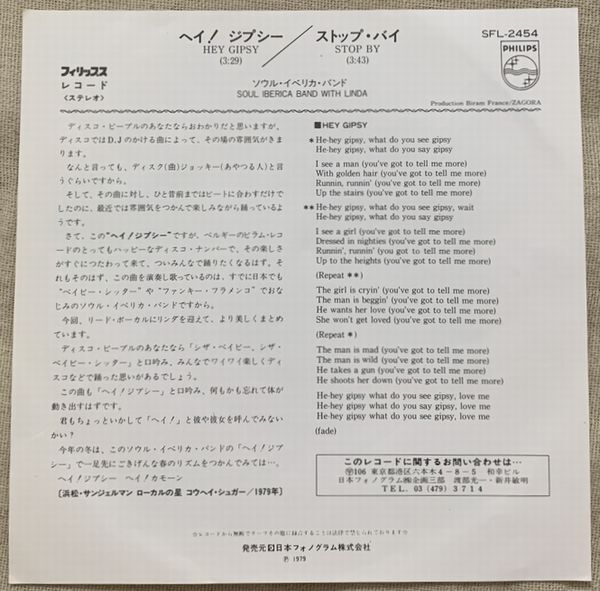 ヘイ! ジプシー/ストップ・バイ
HEY GIPSY STOP BY
(3:29) (3:43)
SFL-2454
PHILIPS
フィリップス
レコード
〈ステレオ〉
ソウル・イベリカ・バンド
SOUL IBERICA BAND WITH LINDA
Production Biram France/ZAGORA
ディスコ・ピープルのあなたならおわかりだと思いますが、
ディスコではD.Jのかける曲によって、その場の雰囲気がきま
ります。
なんと言っても、ディスク(曲)ジョッキー(あやつる人)と言
うぐらいですから。
そして、その曲に対し、ひと昔前まではビートに合わすだけで
したのに、最近では雰囲気をつかんで楽しみながら踊っているよ
うです。
さて、この“ヘイ!ジプシー”ですが、ベルギーのビラム・レコ
ードのとってもハッピーなディスコ・ナンバーで、その楽しさ
がすぐにつたわって来て、ついみんなで踊りたくなるはず。そ
れもそのはず、この曲を演奏し歌っているのは、すでに日本でも
“ベイビー・シッター”や“ファンキー・フラメンコ”でおな
じみのソウル・イベリカ・バンドですから。
今回、リード・ボーカルにリンダを迎えて、より美しくまとめ
ています。
ディスコ・ピープルのあなたなら「シザ・ベイビー、シザ・
ベイビー・シッター」と口吟み、みんなでワイワイ楽しくディ
スコなどで踊った思いがあるでしょう。
この曲も「ヘイ!ジプシー」と口吟み、何もかも忘れて体が
動き出すはずです。
君もちょっといかして「ヘイ!」と彼や彼女を呼んでみない
かい?
今年の冬は、このソウル・イベリカ・バンドの「ヘイ!ジプ
シー」で一足先にごきげんな春のリズムをつかんでみては…。
ヘイ!ジプシー ヘイ!カモーン
〔浜松・サンジェルマン ローカルの星 コウヘイ・シュガー/1979年〕
■HEY GIPSY
*He-hey gipsy, what do you see gipsy
He-hey gipsy, what do you say gipsy
I see a man (you've got to tell me more)
With golden hair (you've got to tell me more)
Runnin, runnin' (you've got to tell me more)
Up the stairs (you've got to tell me more)
**He-hey gipsy, what do you see gipsy, wait
He-hey gipsy, what do you say gipsy
I see a girl (you've got to tell me more)
Dressed in nighties (you've got to tell me more)
Runnin', runnin' (you've got to tell me more)
Up to the heights (you've got to tell me more)
(Repeat **)
The girl is cryin' (you've got to tell me more)
The man is beggin' (you've got to tell me more)
He wants her love (you've got to tell me more)
She won't get loved (you've got to tell me more)
(Repeat *)
The man is mad (you've got to tell me more)
The man is wild (you've got to tell me more)
He takes a gun (you've got to tell me more)
He shoots her down (you've got to tell me more)
He-hey gipsy what do you see gipsy, love me
He-hey gipsy what do you say gipsy, love me
He-hey gipsy what do you see gipsy, love me
(fade)
このレコードに関するお問い合わせは…
〒106 東京都港区六本木4-8-5 和幸ビル
日本フォノグラム㈱企画三部 渡部光一・新井敏明
TEL. 03 (479) 3714
☆レコードから無断でテープその他に録音することは法律で禁じられております☆
発売元 日本フォノグラム株式会社
Ⓟ 1979